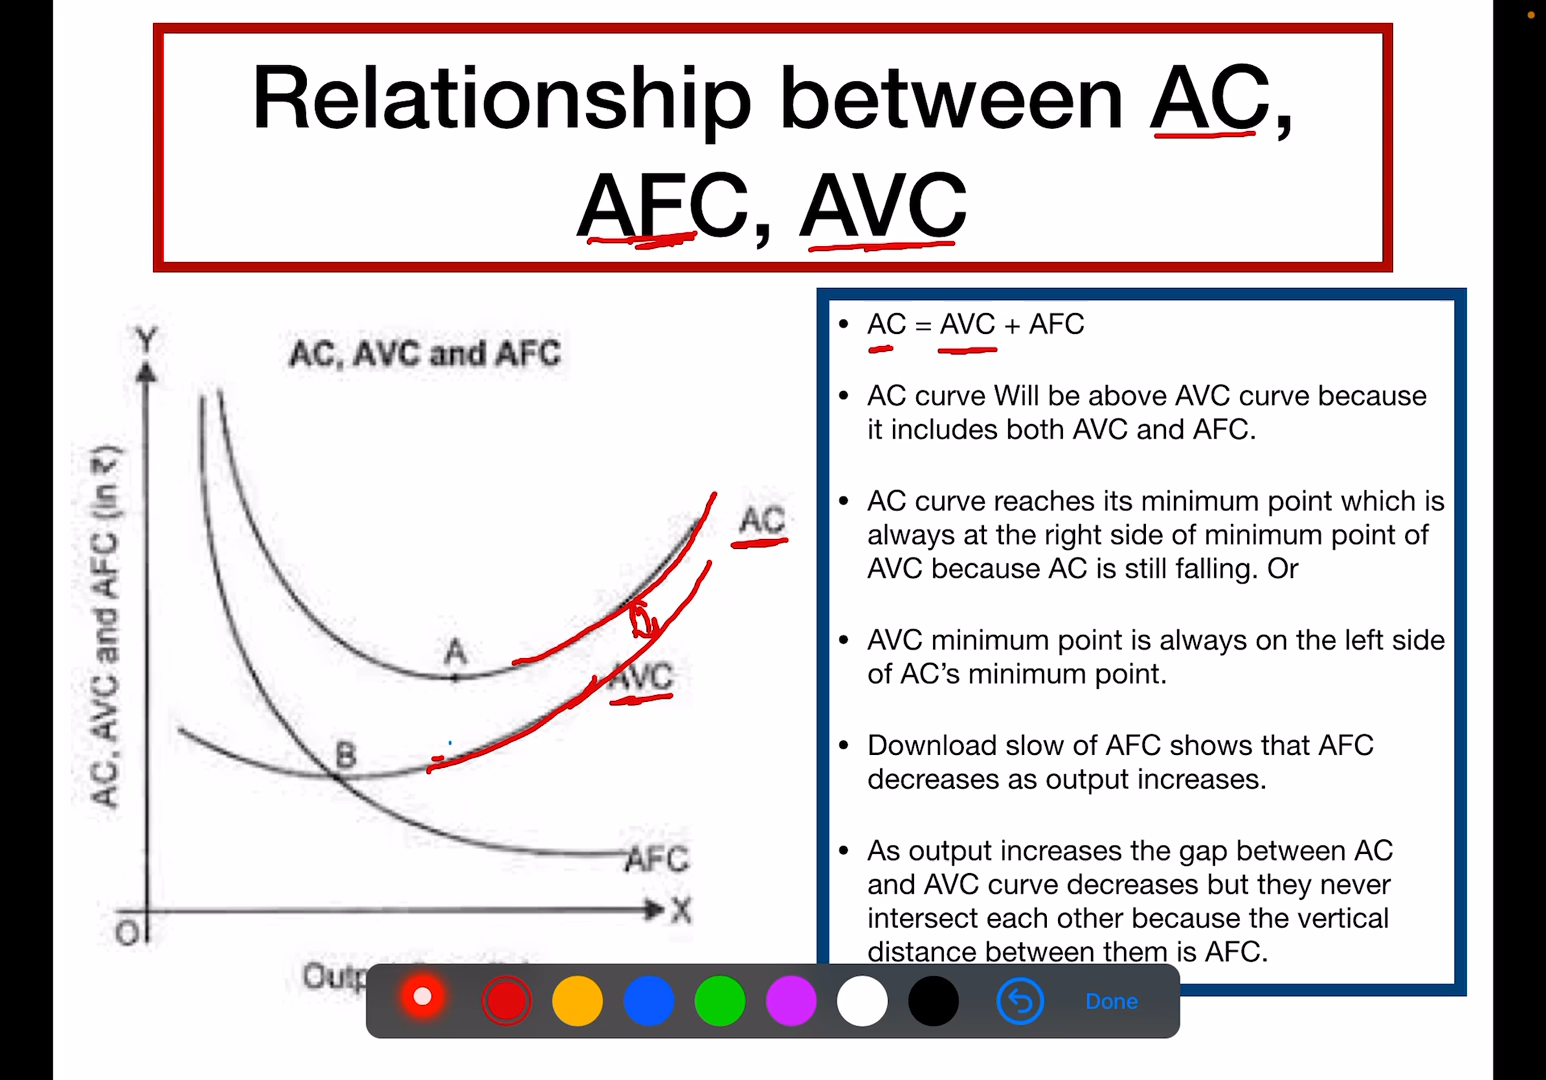 Relationship between AC,
AFC, AVC
Y
AC, AVC and AFC
AC, AVC and AFC (in ₹)
AC
A
AVC
B
AFC
X
O
• AC = AVC + AFC
• AC curve Will be above AVC curve because
it includes both AVC and AFC.
• AC curve reaches its minimum point which is
always at the right side of minimum point of
AVC because AC is still falling. Or
• AVC minimum point is always on the left side
of AC’s minimum point.
• Download slow of AFC shows that AFC
decreases as output increases.
• As output increases the gap between AC
and AVC curve decreases but they never
intersect each other because the vertical
distance between them is AFC.
Done